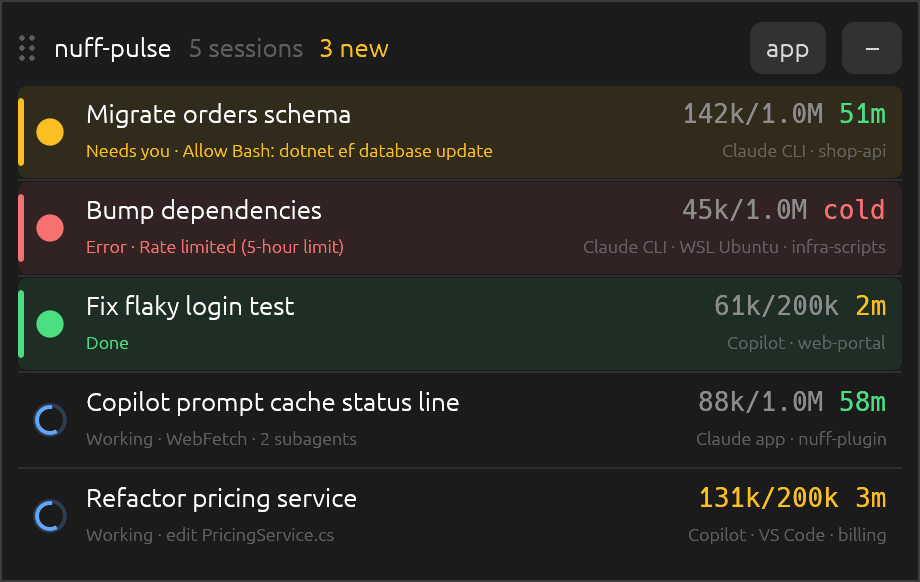 nuff-pulse 5 sessions 3 new app –
Migrate orders schema 142k/1.0M 51m
Needs you · Allow Bash: dotnet ef database update Claude CLI · shop-api
Bump dependencies 45k/1.0M cold
Error · Rate limited (5-hour limit) Claude CLI · WSL Ubuntu · infra-scripts
Fix flaky login test 61k/200k 2m
Done Copilot · web-portal
Copilot prompt cache status line 88k/1.0M 58m
Working · WebFetch · 2 subagents Claude app · nuff-plugin
Refactor pricing service 131k/200k 3m
Working · edit PricingService.cs Copilot · VS Code · billing